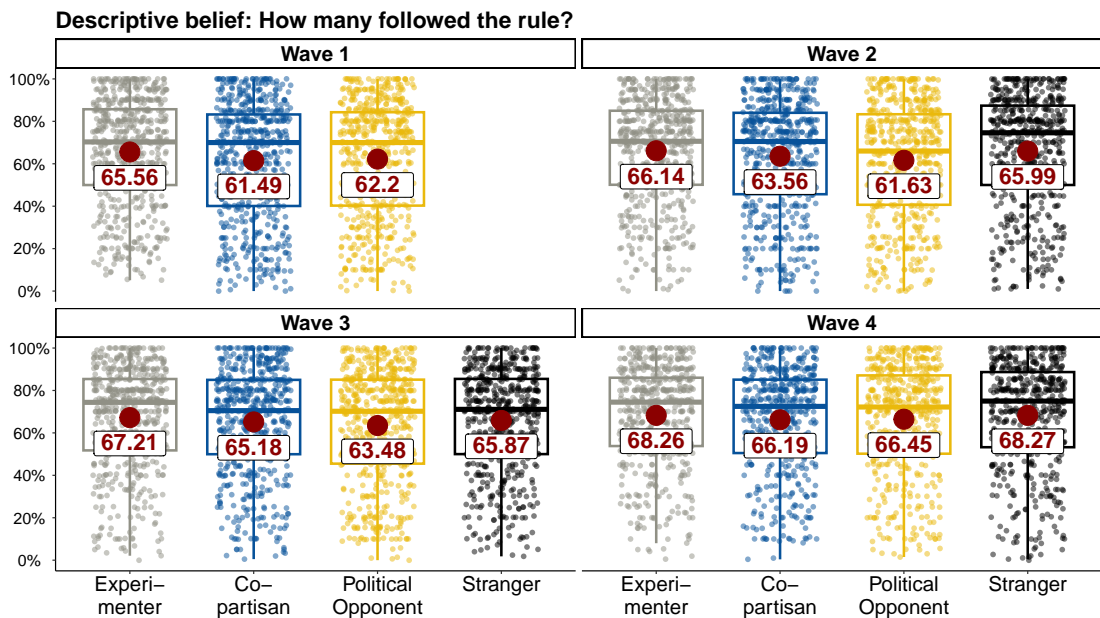 Descriptive belief: How many followed the rule?
Wave 1
Wave 2
100%
80%
60%
40%
20%
0%
65.56
61.49
62.2
66.14
63.56
61.63
65.99
Wave 3
Wave 4
100%
80%
60%
40%
20%
0%
67.21
65.18
63.48
65.87
68.26
66.19
66.45
68.27
Experi–
menter
Co–
partisan
Political
Opponent
Stranger
Experi–
menter
Co–
partisan
Political
Opponent
Stranger